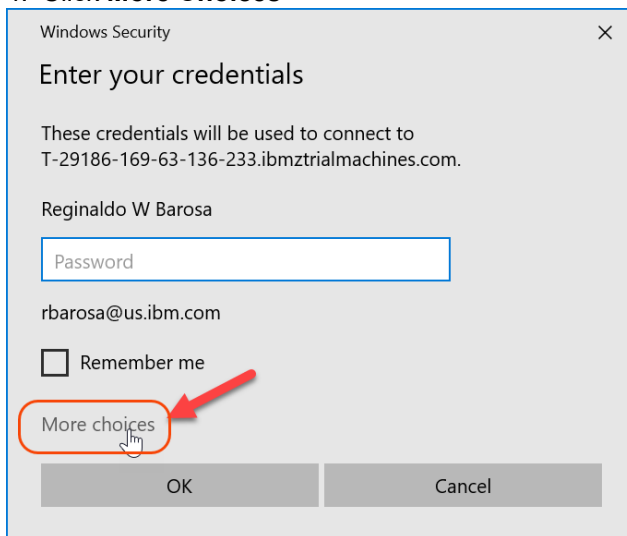 Windows Security
Enter your credentials
These credentials will be used to connect to
T-29186-169-63-136-233.ibmztrialmachines.com.
Reginaldo W Barosa
Password
rbarosa@us.ibm.com
Remember me
More choices
OK Cancel